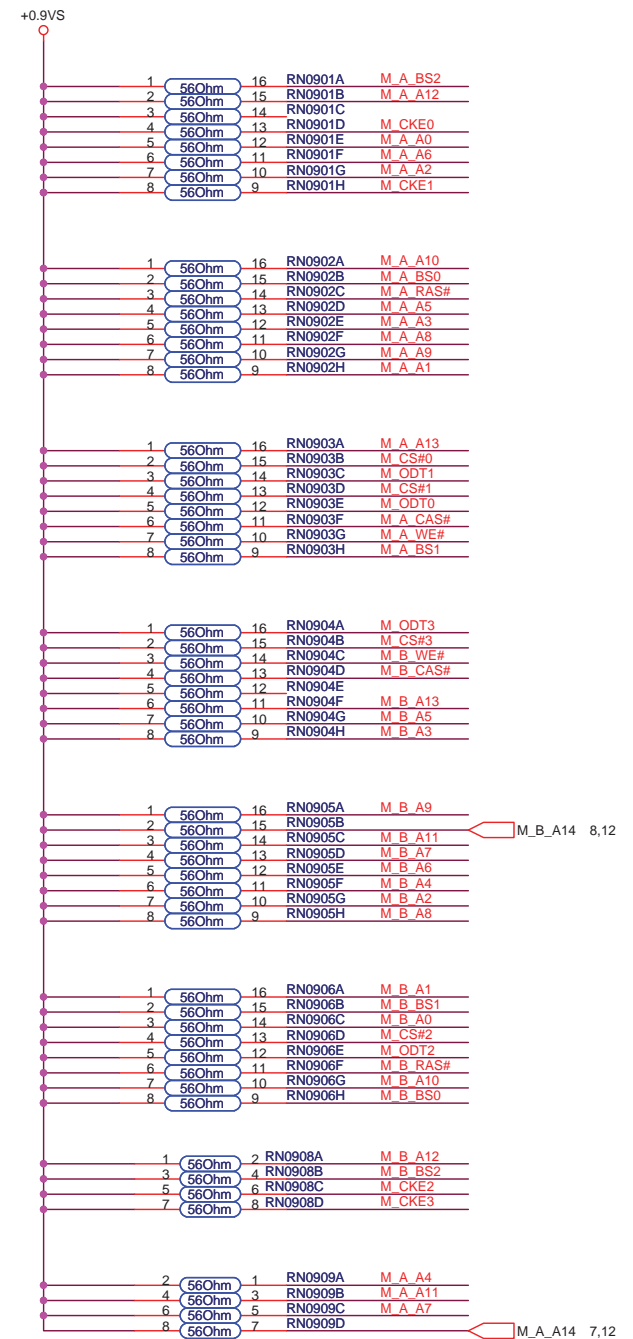 +0.9VS
1 56Ohm 16 RN0901A M_A_BS2
2 56Ohm 15 RN0901B M_A_A12
3 56Ohm 14 RN0901C
4 56Ohm 13 RN0901D M_CKE0
5 56Ohm 12 RN0901E M_A_A0
6 56Ohm 11 RN0901F M_A_A6
7 56Ohm 10 RN0901G M_A_A2
8 56Ohm 9 RN0901H M_CKE1
1 56Ohm 16 RN0902A M_A_A10
2 56Ohm 15 RN0902B M_A_BS0
3 56Ohm 14 RN0902C M_A_RAS#
4 56Ohm 13 RN0902D M_A_A5
5 56Ohm 12 RN0902E M_A_A3
6 56Ohm 11 RN0902F M_A_A8
7 56Ohm 10 RN0902G M_A_A9
8 56Ohm 9 RN0902H M_A_A1
1 56Ohm 16 RN0903A M_A_A13
2 56Ohm 15 RN0903B M_CS#0
3 56Ohm 14 RN0903C M_ODT1
4 56Ohm 13 RN0903D M_CS#1
5 56Ohm 12 RN0903E M_ODT0
6 56Ohm 11 RN0903F M_A_CAS#
7 56Ohm 10 RN0903G M_A_WE#
8 56Ohm 9 RN0903H M_A_BS1
1 56Ohm 16 RN0904A M_ODT3
2 56Ohm 15 RN0904B M_CS#3
3 56Ohm 14 RN0904C M_B_WE#
4 56Ohm 13 RN0904D M_B_CAS#
5 56Ohm 12 RN0904E
6 56Ohm 11 RN0904F M_B_A13
7 56Ohm 10 RN0904G M_B_A5
8 56Ohm 9 RN0904H M_B_A3
1 56Ohm 16 RN0905A M_B_A9
2 56Ohm 15 RN0905B M_B_A14 8,12
3 56Ohm 14 RN0905C M_B_A11
4 56Ohm 13 RN0905D M_B_A7
5 56Ohm 12 RN0905E M_B_A6
6 56Ohm 11 RN0905F M_B_A4
7 56Ohm 10 RN0905G M_B_A2
8 56Ohm 9 RN0905H M_B_A8
1 56Ohm 16 RN0906A M_B_A1
2 56Ohm 15 RN0906B M_B_BS1
3 56Ohm 14 RN0906C M_B_A0
4 56Ohm 13 RN0906D M_CS#2
5 56Ohm 12 RN0906E M_ODT2
6 56Ohm 11 RN0906F M_B_RAS#
7 56Ohm 10 RN0906G M_B_A10
8 56Ohm 9 RN0906H M_B_BS0
1 56Ohm 2 RN0908A M_B_A12
3 56Ohm 4 RN0908B M_B_BS2
5 56Ohm 6 RN0908C M_CKE2
7 56Ohm 8 RN0908D M_CKE3
2 56Ohm 1 RN0909A M_A_A4
4 56Ohm 3 RN0909B M_A_A11
6 56Ohm 5 RN0909C M_A_A7
8 56Ohm 7 RN0909D M_A_A14 7,12